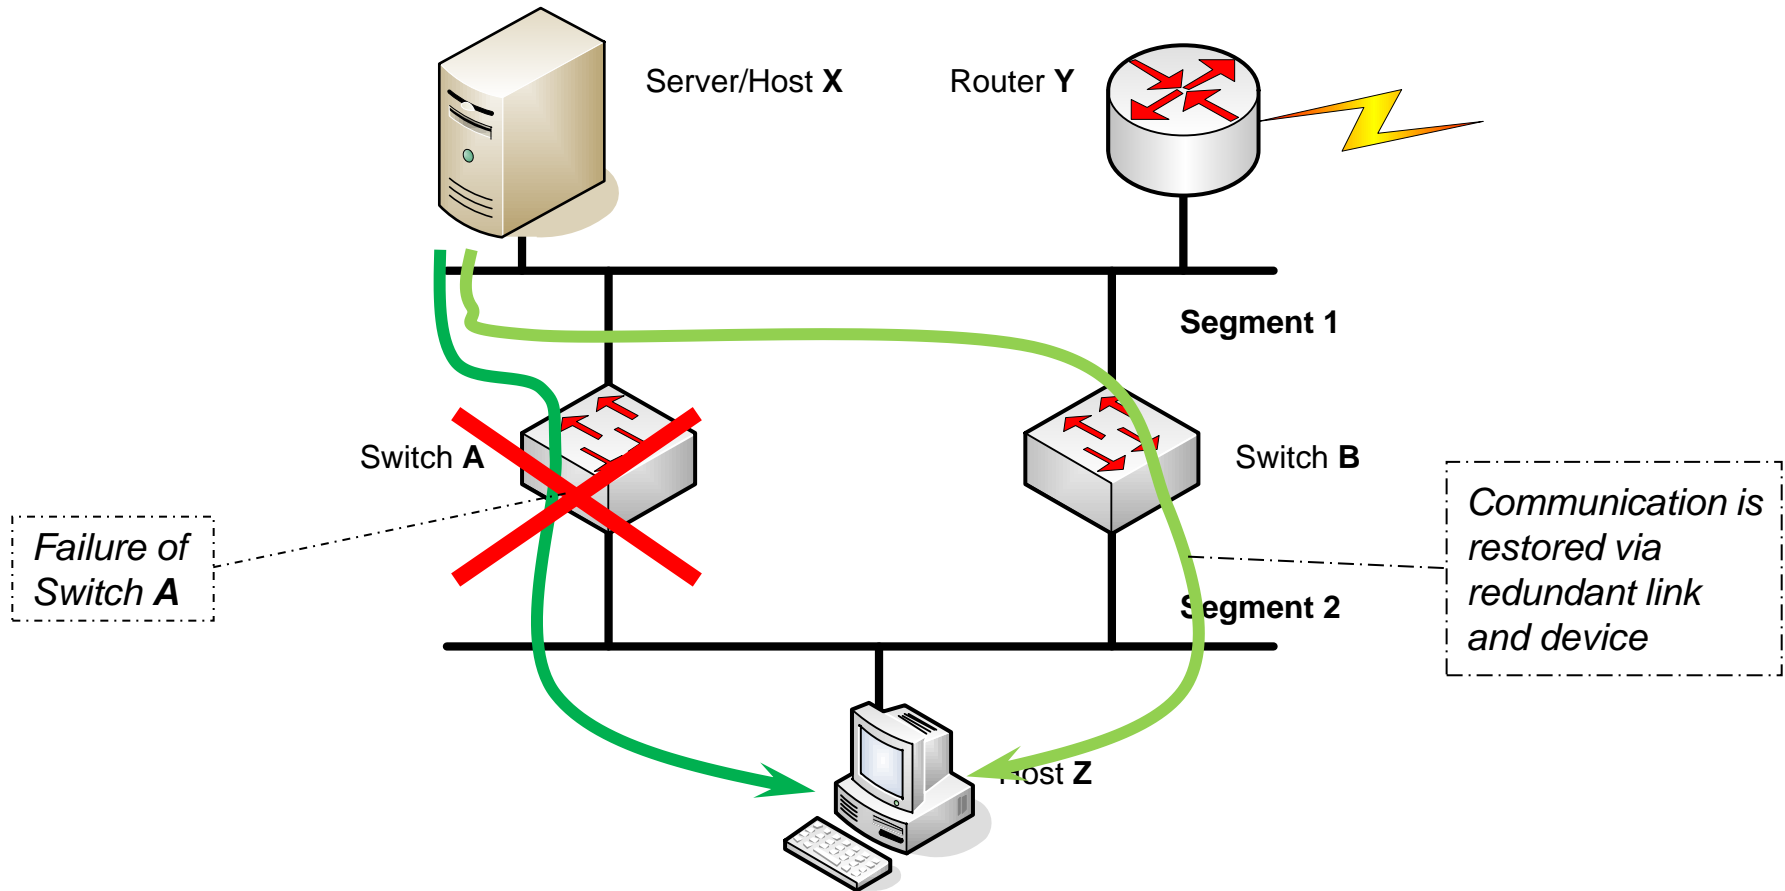 Server/Host X
Router Y
Segment 1
Switch A
Switch B
Communication is
restored via
redundant link
and device
Failure of
Switch A
Segment 2
Host Z